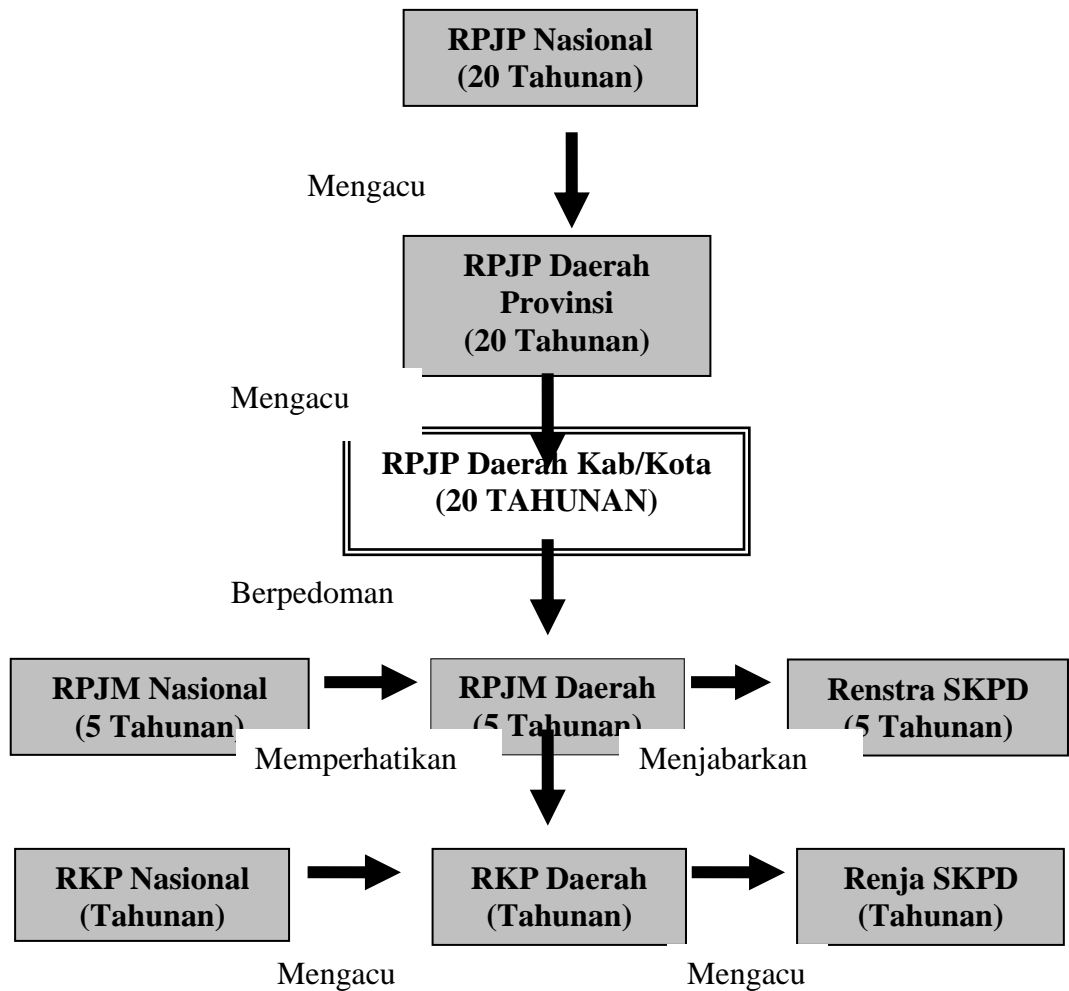 RPJP Nasional
(20 Tahunan)
Mengacu
RPJP Daerah
Provinsi
(20 Tahunan)
Mengacu
RPJP Daerah Kab/Kota
(20 TAHUNAN)
Berpedoman
RPJM Nasional
(5 Tahunan)
RPJM Daerah
(5 Tahunan)
Renstra SKPD
(5 Tahunan)
Memperhatikan
Menjabarkan
RKP Nasional
(Tahunan)
RKP Daerah
(Tahunan)
Renja SKPD
(Tahunan)
Mengacu
Mengacu